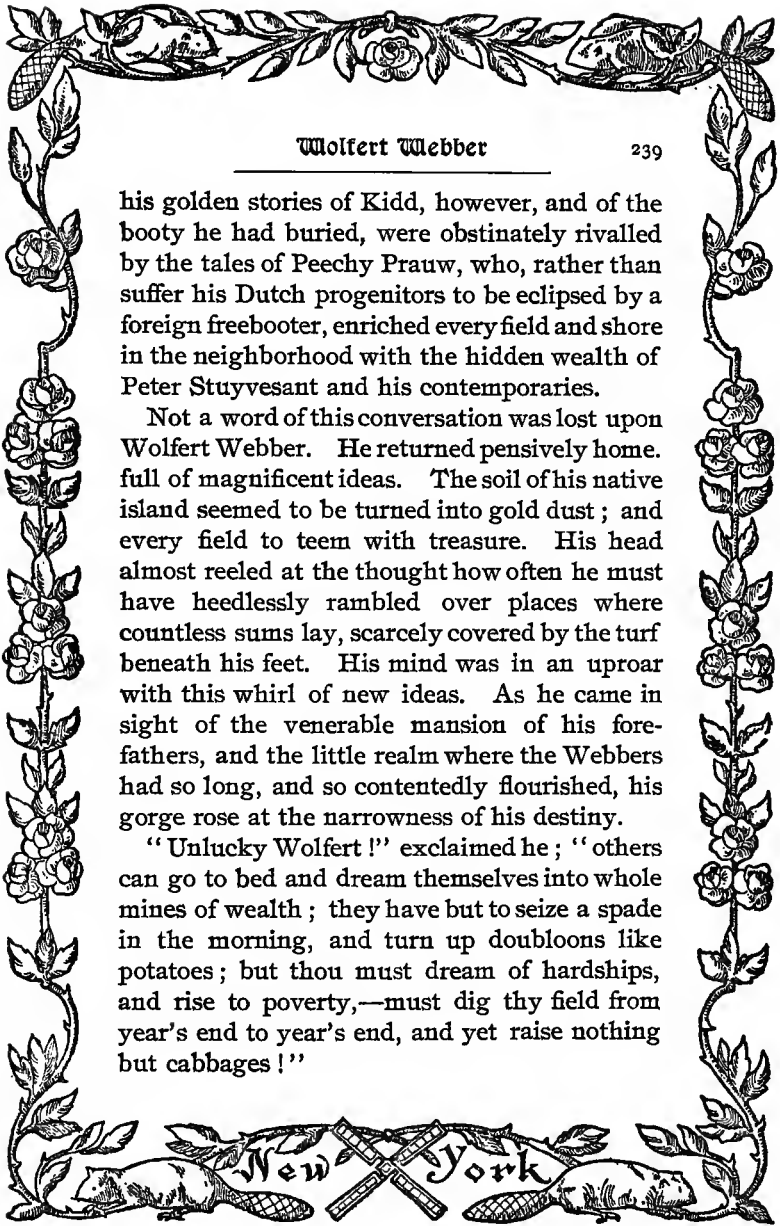 Wolfert Webber 239
his golden stories of Kidd, however, and of the
booty he had buried, were obstinately rivalled
by the tales of Peechy Prauw, who, rather than
suffer his Dutch progenitors to be eclipsed by a
foreign freebooter, enriched every field and shore
in the neighborhood with the hidden wealth of
Peter Stuyvesant and his contemporaries.
Not a word of this conversation was lost upon
Wolfert Webber. He returned pensively home.
full of magnificent ideas. The soil of his native
island seemed to be turned into gold dust ; and
every field to teem with treasure. His head
almost reeled at the thought how often he must
have heedlessly rambled over places where
countless sums lay, scarcely covered by the turf
beneath his feet. His mind was in an uproar
with this whirl of new ideas. As he came in
sight of the venerable mansion of his fore-
fathers, and the little realm where the Webbers
had so long, and so contentedly flourished, his
gorge rose at the narrowness of his destiny.
“ Unlucky Wolfert !” exclaimed he ; “ others
can go to bed and dream themselves into whole
mines of wealth ; they have but to seize a spade
in the morning, and turn up doubloons like
potatoes ; but thou must dream of hardships,
and rise to poverty,—must dig thy field from
year’s end to year’s end, and yet raise nothing
but cabbages !”
New York